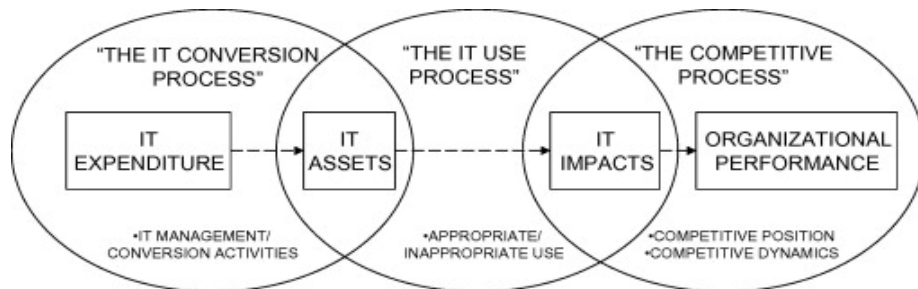 "THE IT CONVERSION
PROCESS"
"THE IT USE
PROCESS"
"THE COMPETITIVE
PROCESS"
IT
EXPENDITURE
IT
ASSETS
IT
IMPACTS
ORGANIZATIONAL
PERFORMANCE
•IT MANAGEMENT/
CONVERSION ACTIVITIES
•APPROPRIATE/
INAPPROPRIATE USE
•COMPETITIVE POSITION
•COMPETITIVE DYNAMICS